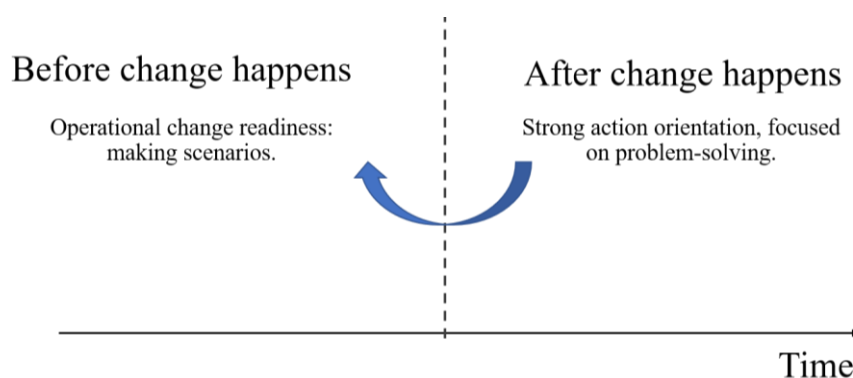 Before change happens
Operational change readiness:
making scenarios.
After change happens
Strong action orientation, focused
on problem-solving.
Time